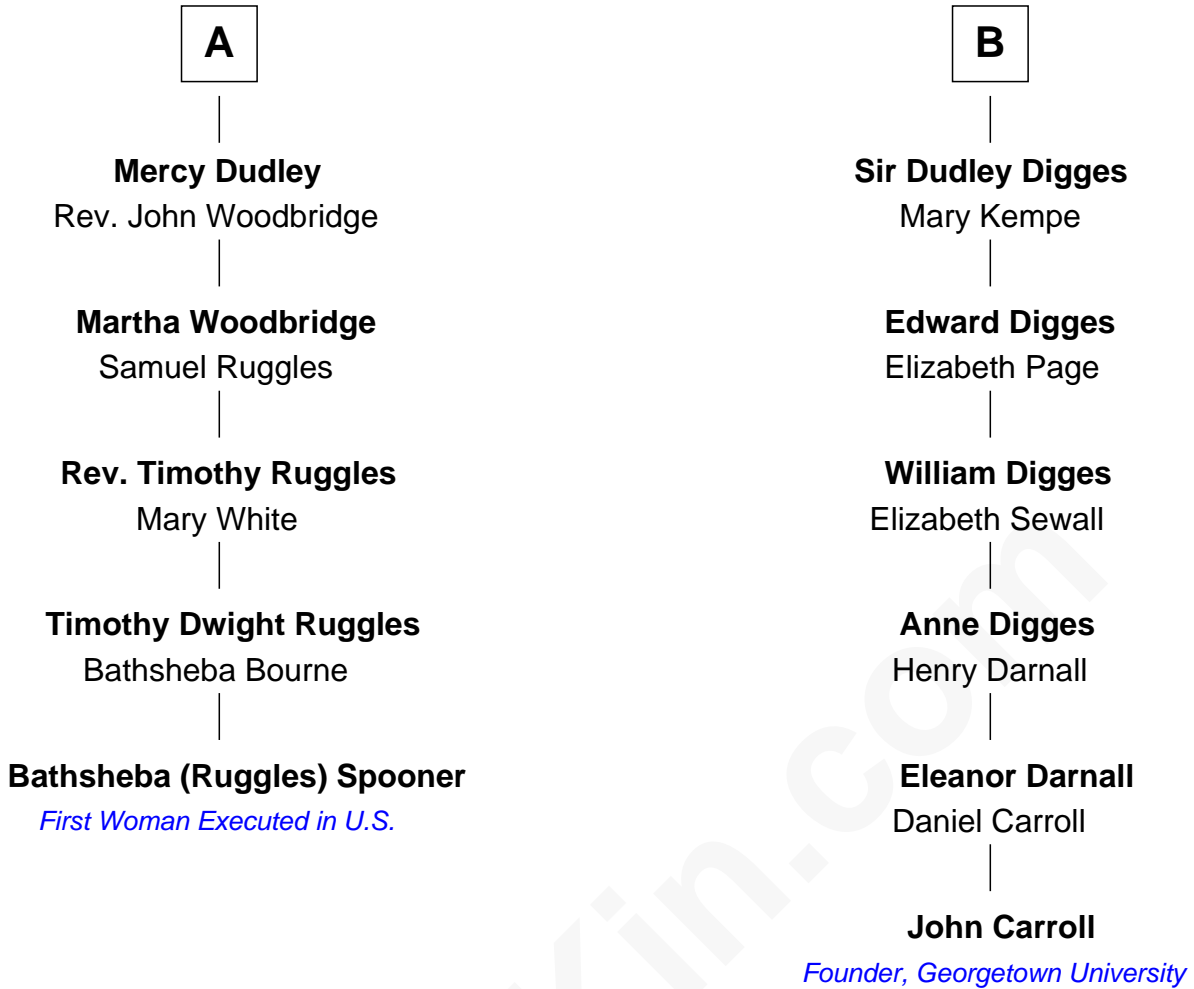 A
Mercy Dudley
Rev. John Woodbridge
Martha Woodbridge
Samuel Ruggles
Rev. Timothy Ruggles
Mary White
Timothy Dwight Ruggles
Bathsheba Bourne
Bathsheba (Ruggles) Spooner
First Woman Executed in U.S.
B
Sir Dudley Digges
Mary Kempe
Edward Digges
Elizabeth Page
William Digges
Elizabeth Sewall
Anne Digges
Henry Darnall
Eleanor Darnall
Daniel Carroll
John Carroll
Founder, Georgetown University
Kin.com